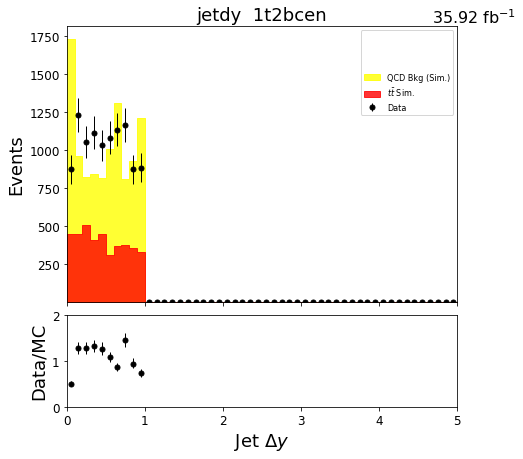 jetdy 1t2bcen
35.92 fb⁻¹
QCD Bkg (Sim.)
tt̄ Sim.
Data
Events
1750
1500
1250
1000
750
500
250
Data/MC
2
1
0
0 1 2 3 4 5
Jet Δy